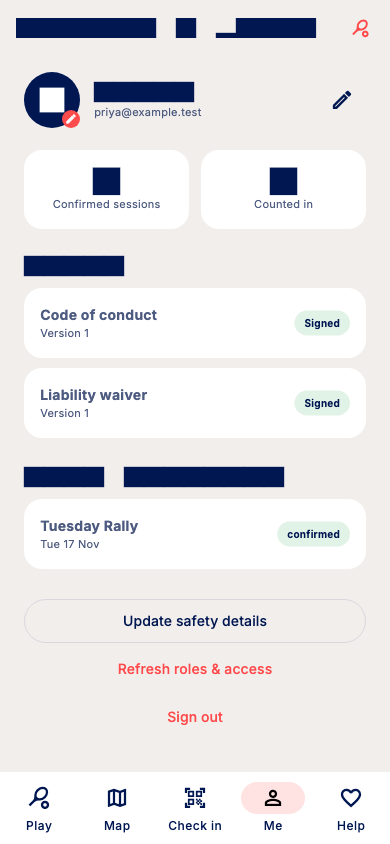 priya@example.test
Confirmed sessions
Counted in
Code of conduct
Version 1
Signed
Liability waiver
Version 1
Signed
Tuesday Rally
Tue 17 Nov
confirmed
Update safety details
Refresh roles & access
Sign out
Play
Map
Check in
Me
Help